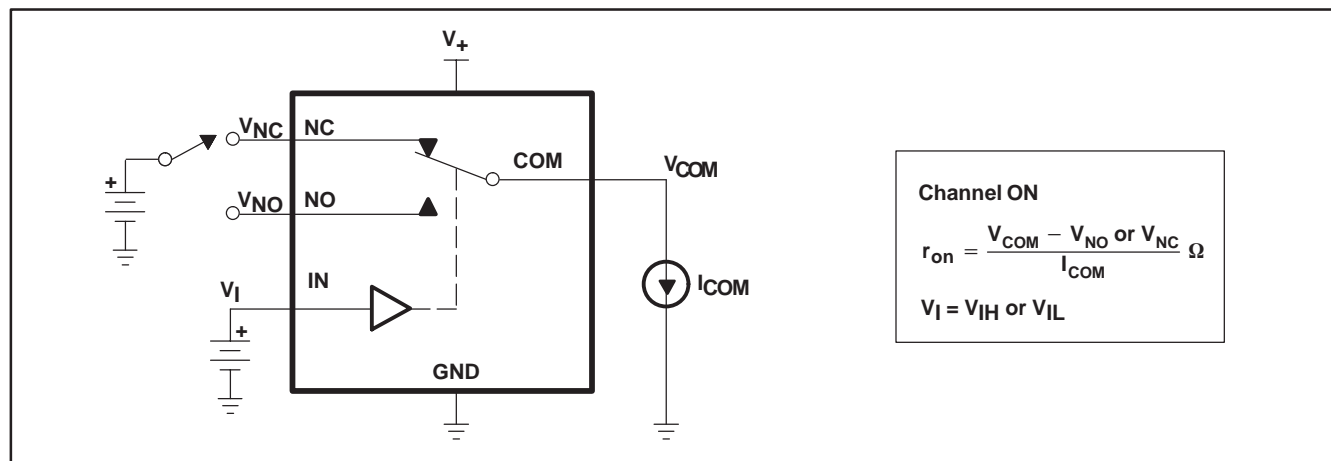 V+
VNC NC
COM VCOM
+
VNO NO
VI IN
+
ICOM
GND
Channel ON
ron = VCOM − VNO or VNC / ICOM Ω
VI = VIH or VIL